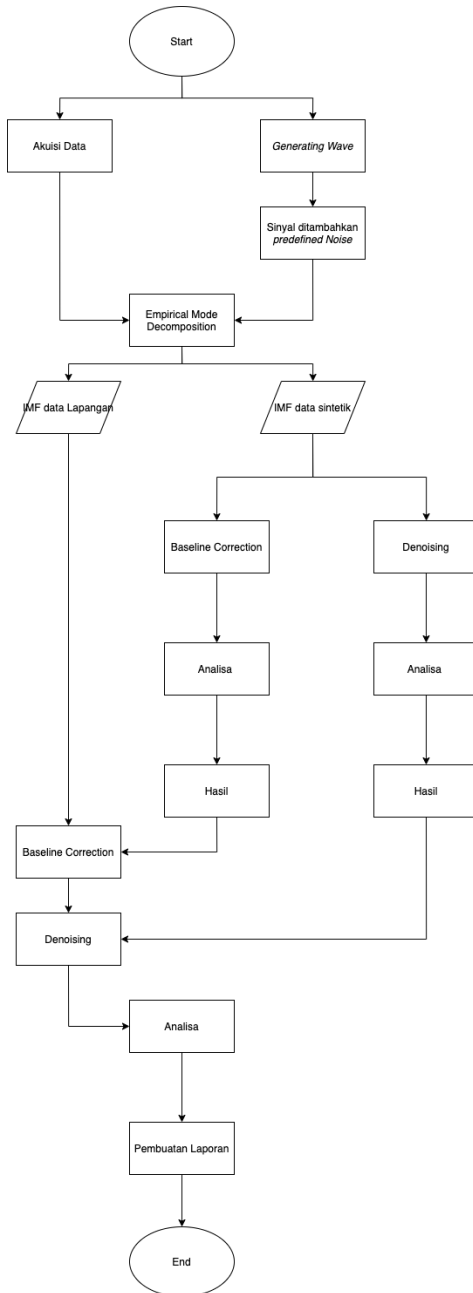 Start
Akuisi Data
Generating Wave
Sinyal ditambahkan
predefined Noise
Empirical Mode
Decomposition
IMF data Lapangan
IMF data sintetik
Baseline Correction
Denoising
Analisa
Analisa
Hasil
Hasil
Baseline Correction
Denoising
Analisa
Pembuatan Laporan
End